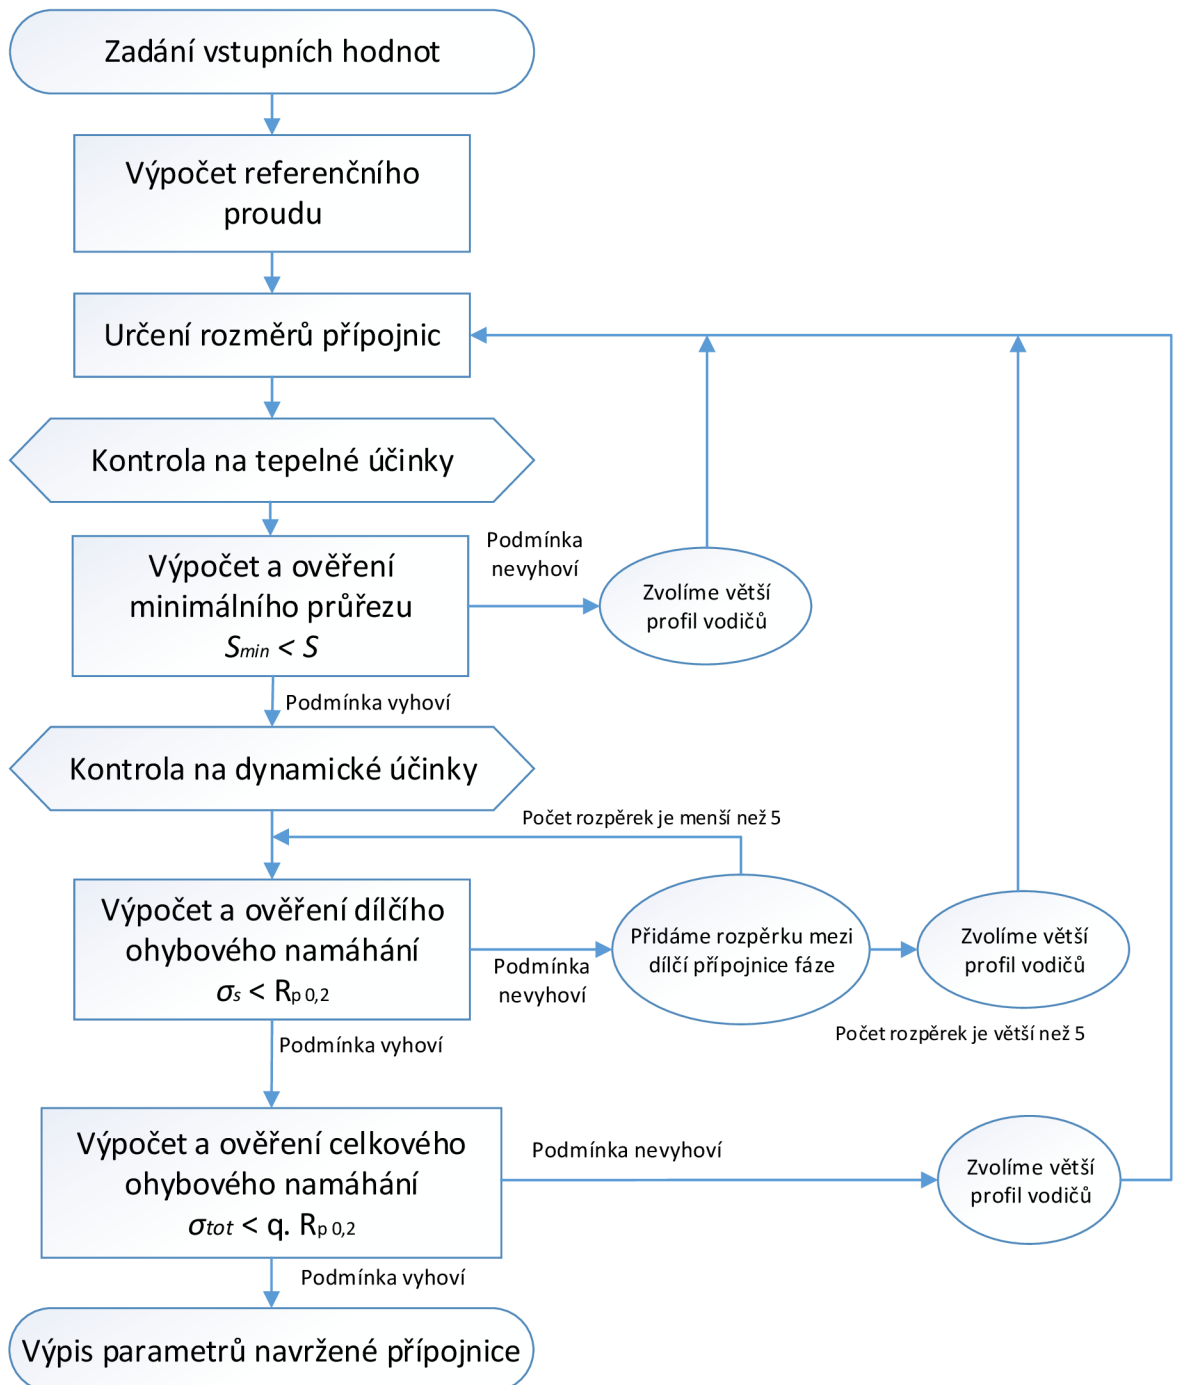 Zadání vstupních hodnot
Výpočet referenčního
proudu
Určení rozměrů přípojnic
Kontrola na tepelné účinky
Výpočet a ověření
minimálního průřezu
Smin < S
Podmínka
nevyhoví
Zvolíme větší
profil vodičů
Podmínka vyhoví
Kontrola na dynamické účinky
Počet rozpěrek je menší než 5
Výpočet a ověření dílčího
ohybového namáhání
σs < Rp 0,2
Podmínka
nevyhoví
Přidáme rozpěrku mezi
dílčí přípojnice fáze
Zvolíme větší
profil vodičů
Počet rozpěrek je větší než 5
Podmínka vyhoví
Výpočet a ověření celkového
ohybového namáhání
σtot < q. Rp 0,2
Podmínka nevyhoví
Zvolíme větší
profil vodičů
Podmínka vyhoví
Výpis parametrů navržené přípojnice